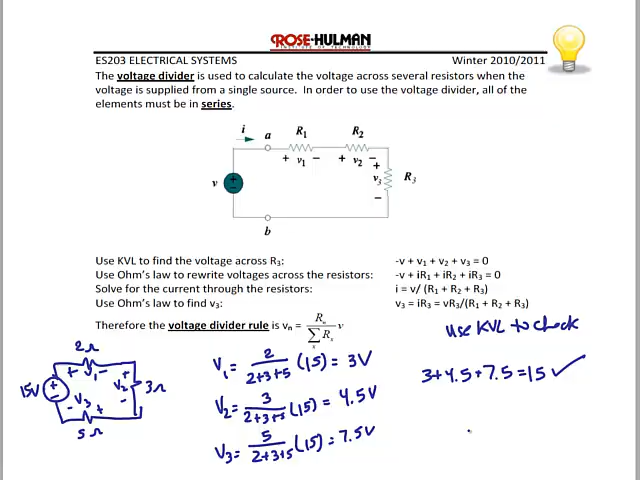 ROSE-HULMAN
INSTITUTE OF TECHNOLOGY
ES203 ELECTRICAL SYSTEMS Winter 2010/2011
The voltage divider is used to calculate the voltage across several resistors when the
voltage is supplied from a single source. In order to use the voltage divider, all of the
elements must be in series.
i a R1 R2
+ v1 − + v2 −
v + − + v3 − R3
b
Use KVL to find the voltage across R3: -v + v1 + v2 + v3 = 0
Use Ohm's law to rewrite voltages across the resistors: -v + iR1 + iR2 + iR3 = 0
Solve for the current through the resistors: i = v/ (R1 + R2 + R3)
Use Ohm's law to find v3: v3 = iR3 = vR3/(R1 + R2 + R3)
Therefore the voltage divider rule is vn = Rn / ∑x Rx v
use KVL to check
2Ω
+ V1 −
15V + − + V2 − 3Ω
− V3 +
5Ω
V1 = 2/(2+3+5) (15) = 3V
V2 = 3/(2+3+5) (15) = 4.5V
V3 = 5/(2+3+5) (15) = 7.5V
3+4.5+7.5=15 ✓